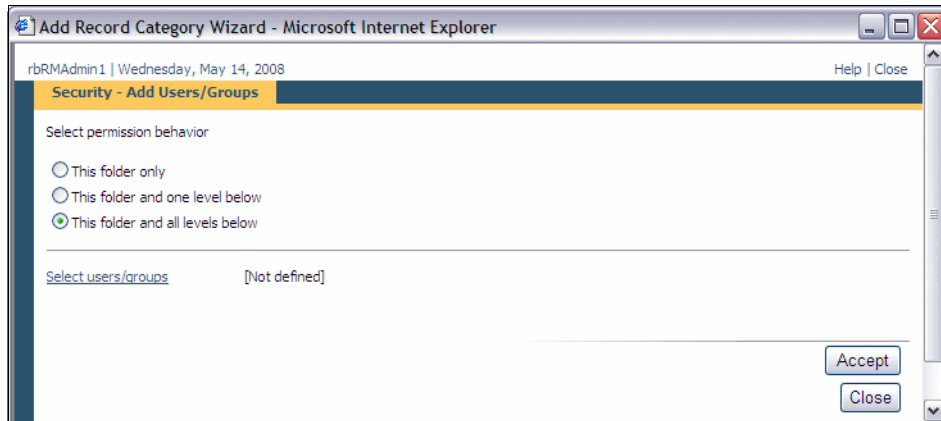 Add Record Category Wizard - Microsoft Internet Explorer
rbRMAdmin1 | Wednesday, May 14, 2008 Help | Close
Security - Add Users/Groups
Select permission behavior
This folder only
This folder and one level below
This folder and all levels below
Select users/groups [Not defined]
Accept
Close